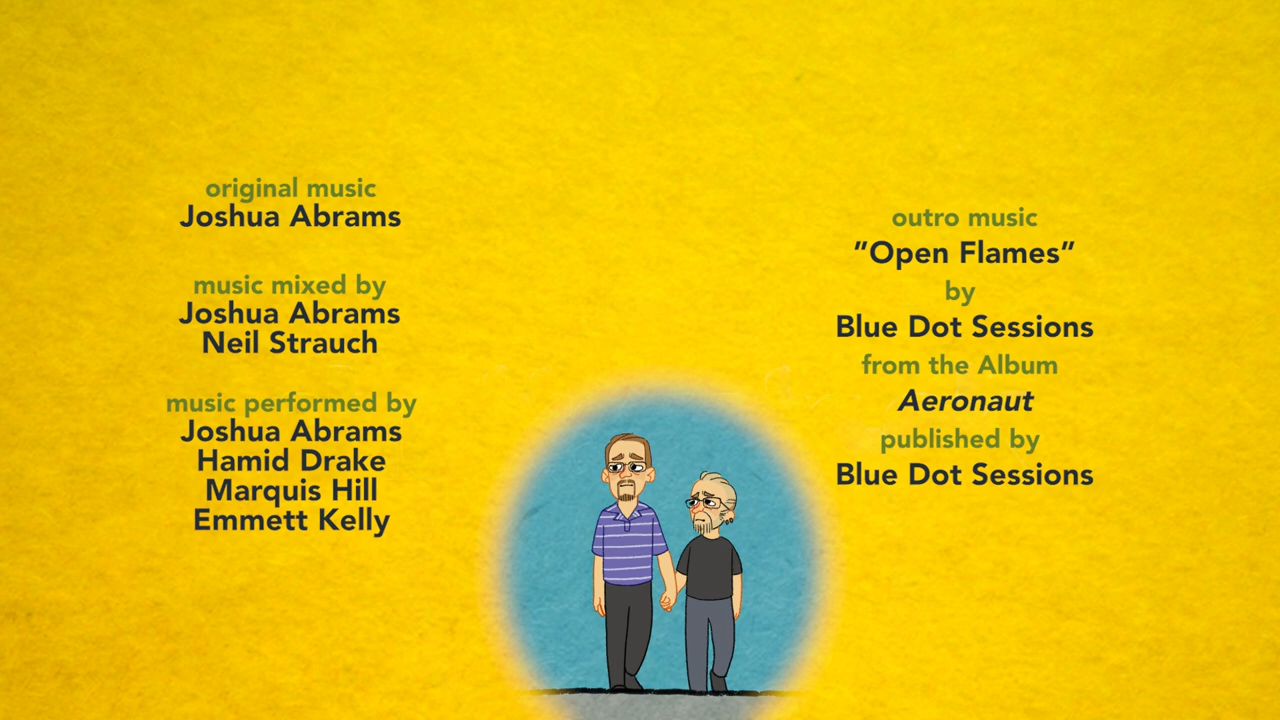 original music
Joshua Abrams
music mixed by
Joshua Abrams
Neil Strauch
music performed by
Joshua Abrams
Hamid Drake
Marquis Hill
Emmett Kelly
outro music
”Open Flames”
by
Blue Dot Sessions
from the Album
Aeronaut
published by
Blue Dot Sessions